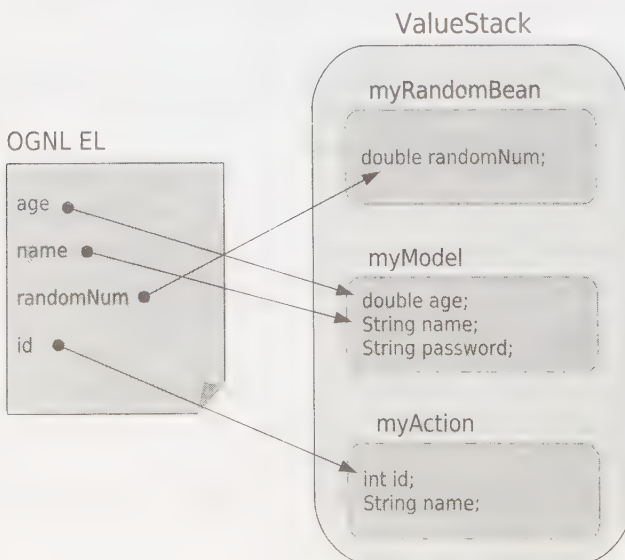 ValueStack
myRandomBean
double randomNum;
OGNL EL
age
name
randomNum
id
myModel
double age;
String name;
String password;
myAction
int id;
String name;